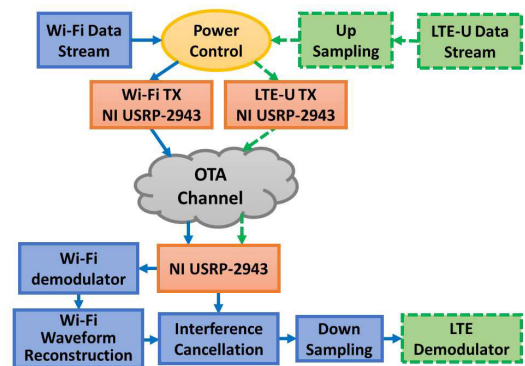 Wi-Fi Data
Stream
Power
Control
Up
Sampling
LTE-U Data
Stream
Wi-Fi TX
NI USRP-2943
LTE-U TX
NI USRP-2943
OTA
Channel
Wi-Fi
demodulator
NI USRP-2943
Wi-Fi
Waveform
Reconstruction
Interference
Cancellation
Down
Sampling
LTE
Demodulator